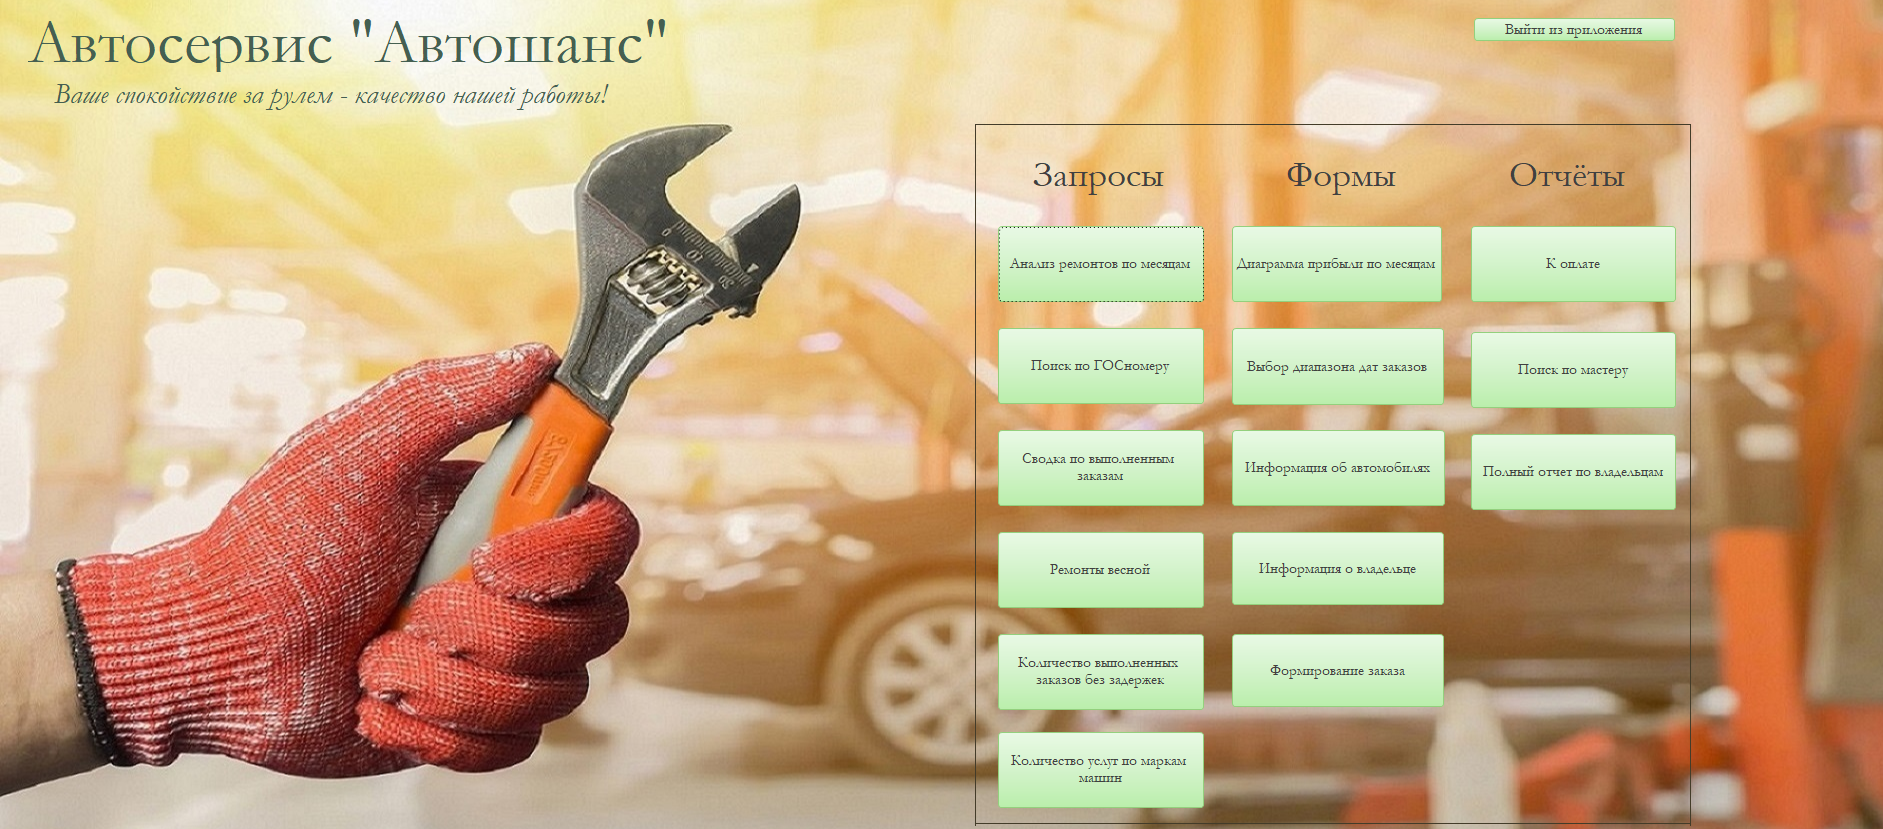 Автосервис "Автошанс"
Ваше спокойствие за рулем - качество нашей работы!
Выйти из приложения
Запросы
Анализ ремонтов по месяцам
Поиск по ГОСномеру
Сводка по выполненным
заказам
Ремонты весной
Количество выполненных
заказов без задержек
Количество услуг по маркам
машин
Формы
Диаграмма прибыли по месяцам
Выбор диапазона дат заказов
Информация об автомобилях
Информация о владельце
Формирование заказа
Отчёты
К оплате
Поиск по мастеру
Полный отчет по владельцам